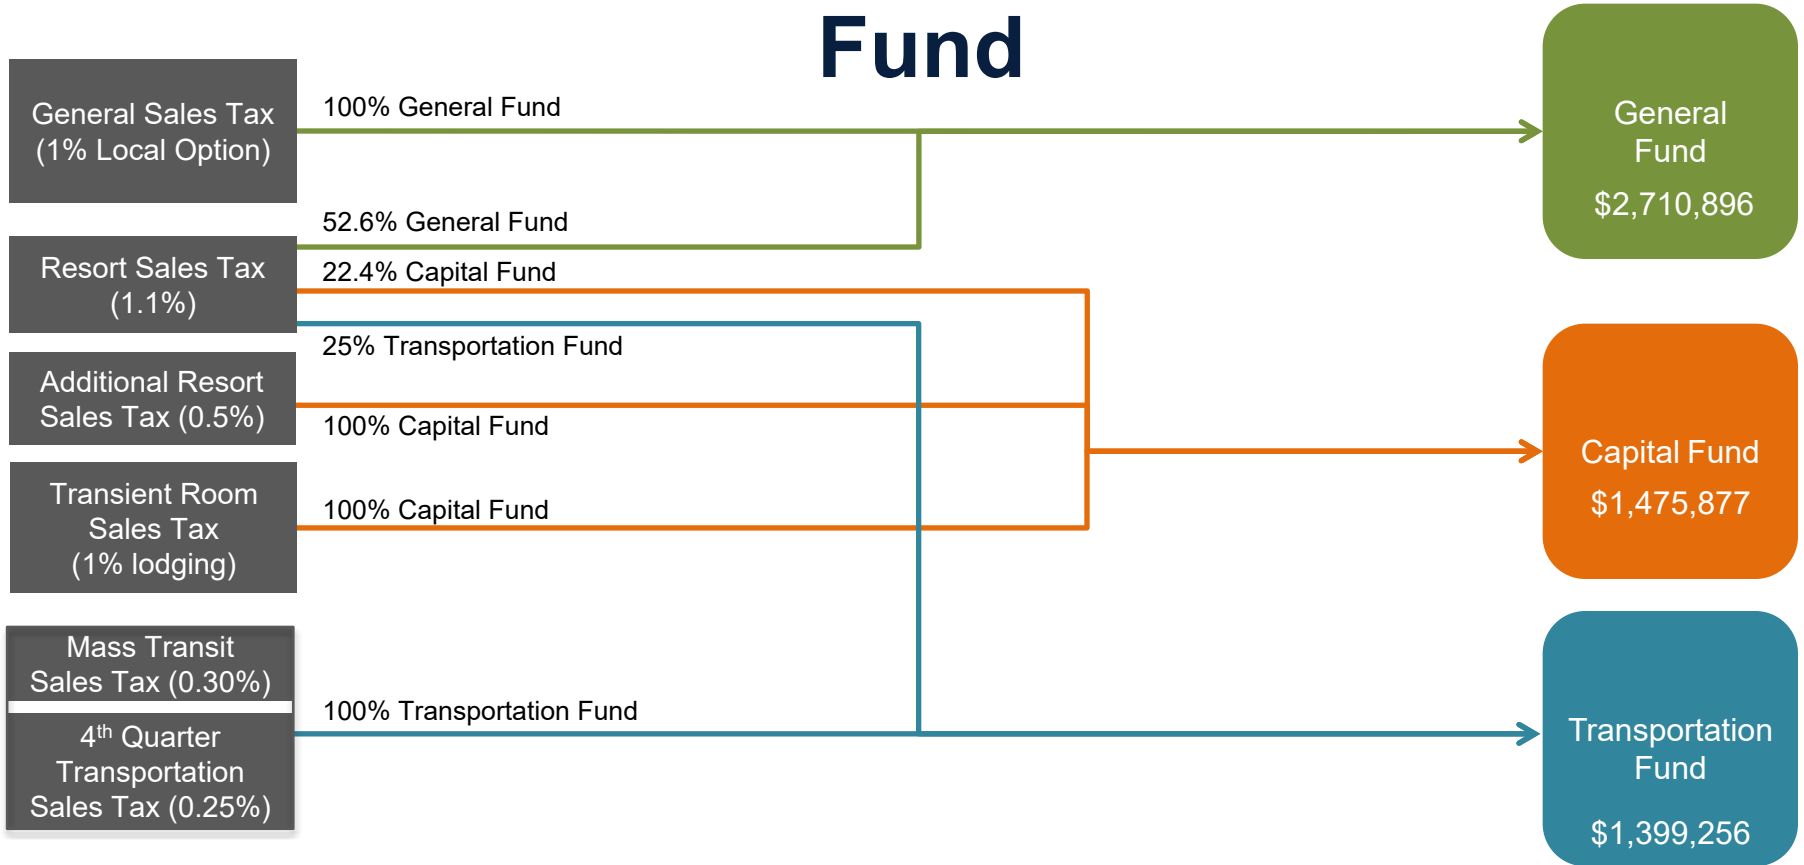 Fund
General Sales Tax
(1% Local Option)
100% General Fund
General
Fund
$2,710,896
52.6% General Fund
Resort Sales Tax
(1.1%)
22.4% Capital Fund
25% Transportation Fund
Additional Resort
Sales Tax (0.5%)
100% Capital Fund
Capital Fund
$1,475,877
Transient Room
Sales Tax
(1% lodging)
100% Capital Fund
Mass Transit
Sales Tax (0.30%)
100% Transportation Fund
4th Quarter
Transportation
Sales Tax (0.25%)
Transportation
Fund
$1,399,256